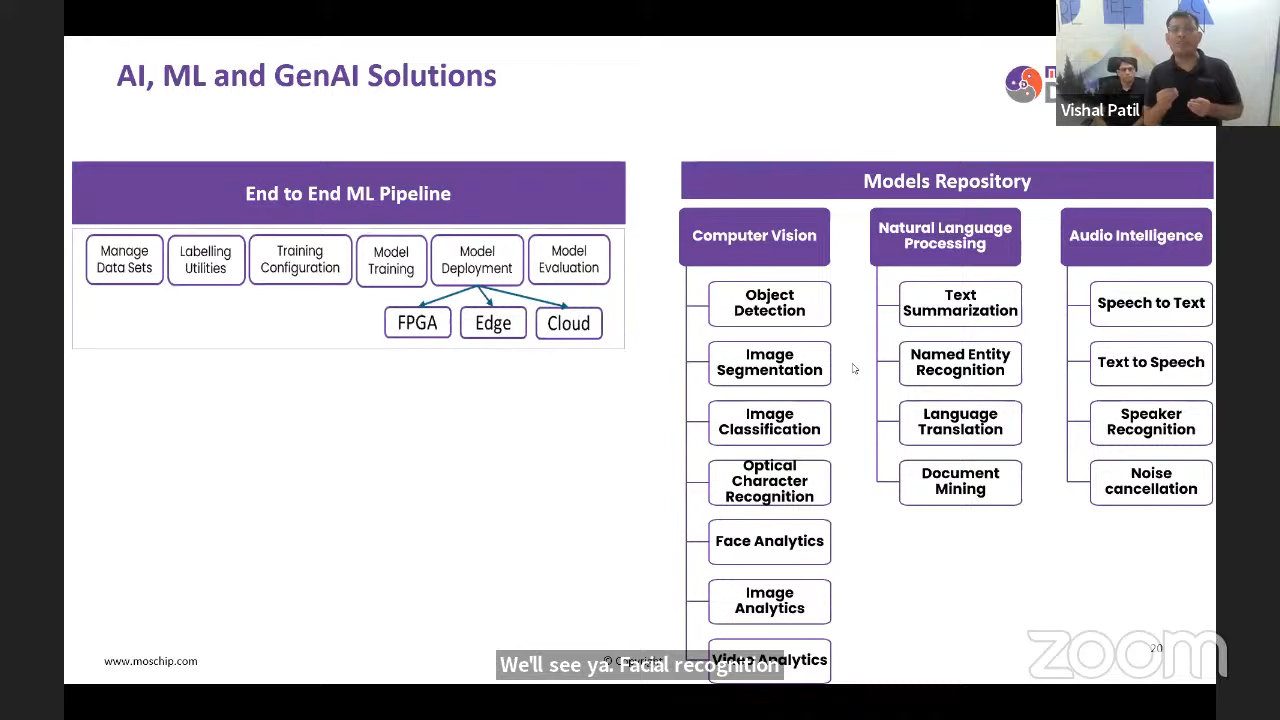 AI, ML and GenAI Solutions
Vishal Patil
End to End ML Pipeline
Manage
Data Sets
Labelling
Utilities
Training
Configuration
Model
Training
Model
Deployment
Model
Evaluation
FPGA
Edge
Cloud
Models Repository
Computer Vision
Object
Detection
Image
Segmentation
Image
Classification
Optical
Character
Recognition
Face Analytics
Image
Analytics
Video Analytics
Natural Language
Processing
Text
Summarization
Named Entity
Recognition
Language
Translation
Document
Mining
Audio Intelligence
Speech to Text
Text to Speech
Speaker
Recognition
Noise
cancellation
We'll see ya. Facial recognition
www.moschip.com
20
zoom